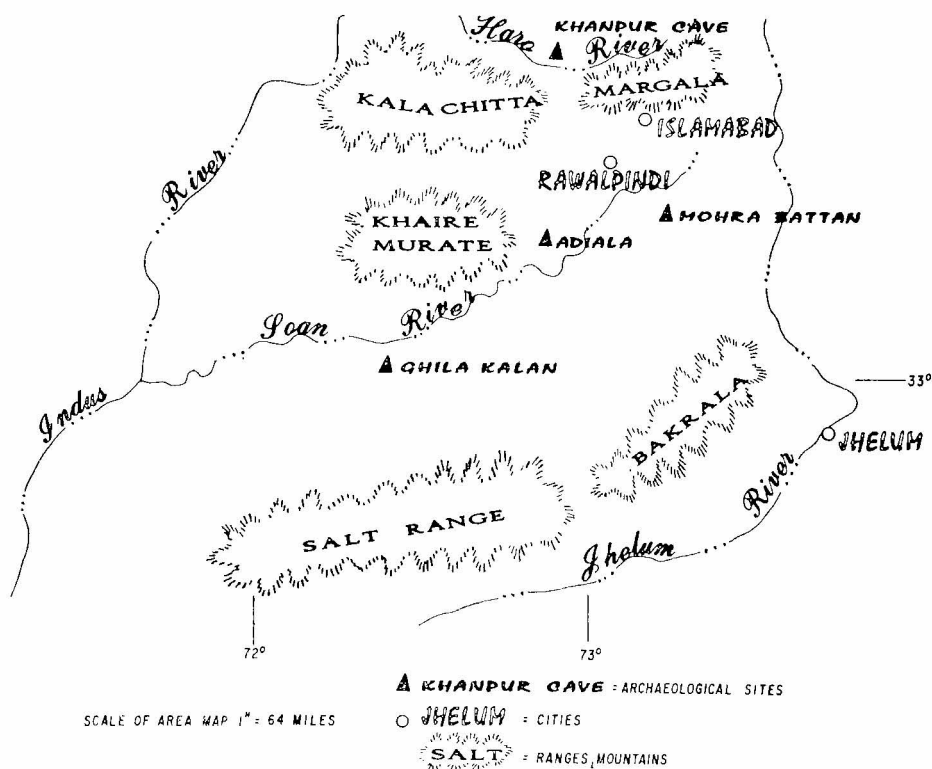 KHANPUR CAVE
Haro River
KALA CHITTA
MARGALA
ISLAMABAD
RAWALPINDI
River
KHAIRE
MURATE
ADIALA
MOHRA
Soan River
GHILA KALAN
33°
Indus
BAKRALA
JHELUM
SALT RANGE
River
Jhelum
72°
73°
KHANPUR CAVE = ARCHAEOLOGICAL SITES
SCALE OF AREA MAP 1" = 64 MILES
JHELUM = CITIES
SALT = RANGES, MOUNTAINS